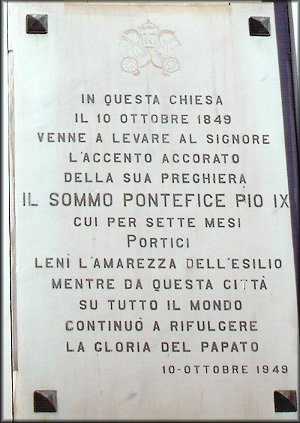 IN QUESTA CHIESA
IL 10 OTTOBRE 1849
VENNE A LEVARE AL SIGNORE
L'ACCENTO ACCORATO
DELLA SUA PREGHIERA
IL SOMMO PONTEFICE PIO IX
CUI PER SETTE MESI
PORTICI
LENÌ L'AMAREZZA DELL'ESILIO
MENTRE DA QUESTA CITTÀ
SU TUTTO IL MONDO
CONTINUÒ A RIFULGERE
LA GLORIA DEL PAPATO
10-OTTOBRE 1949